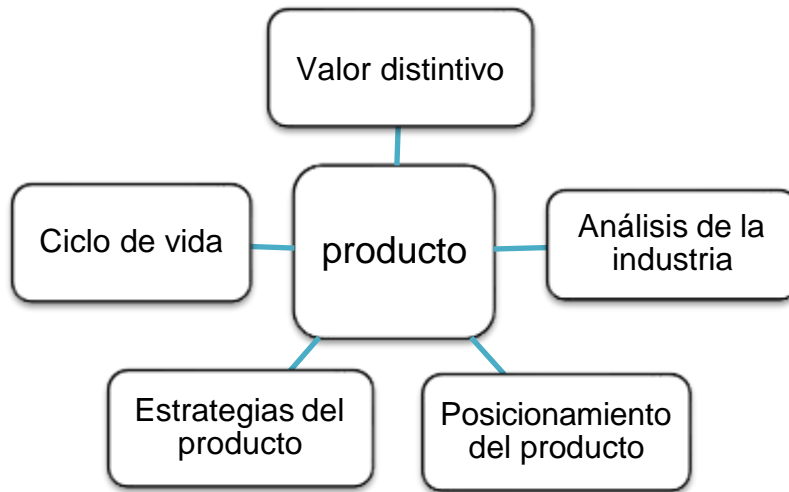 Valor distintivo
Ciclo de vida
producto
Análisis de la
industria
Estrategias del
producto
Posicionamiento
del producto